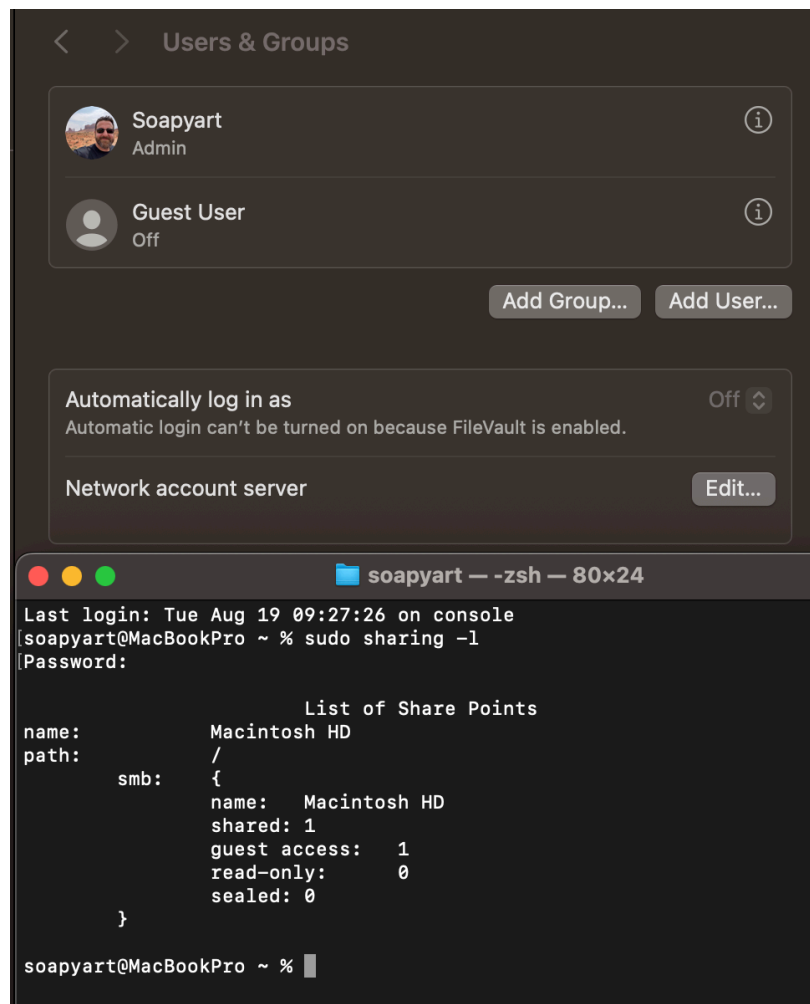 Users & Groups
Soapyart
Admin
Guest User
Off
Add Group... Add User...
Automatically log in as Off
Automatic login can't be turned on because FileVault is enabled.
Network account server Edit...
soapyart — -zsh — 80×24
Last login: Tue Aug 19 09:27:26 on console
[soapyart@MacBookPro ~ % sudo sharing -l
[Password:
List of Share Points
name: Macintosh HD
path: /
smb: {
name: Macintosh HD
shared: 1
guest access: 1
read-only: 0
sealed: 0
}
soapyart@MacBookPro ~ %